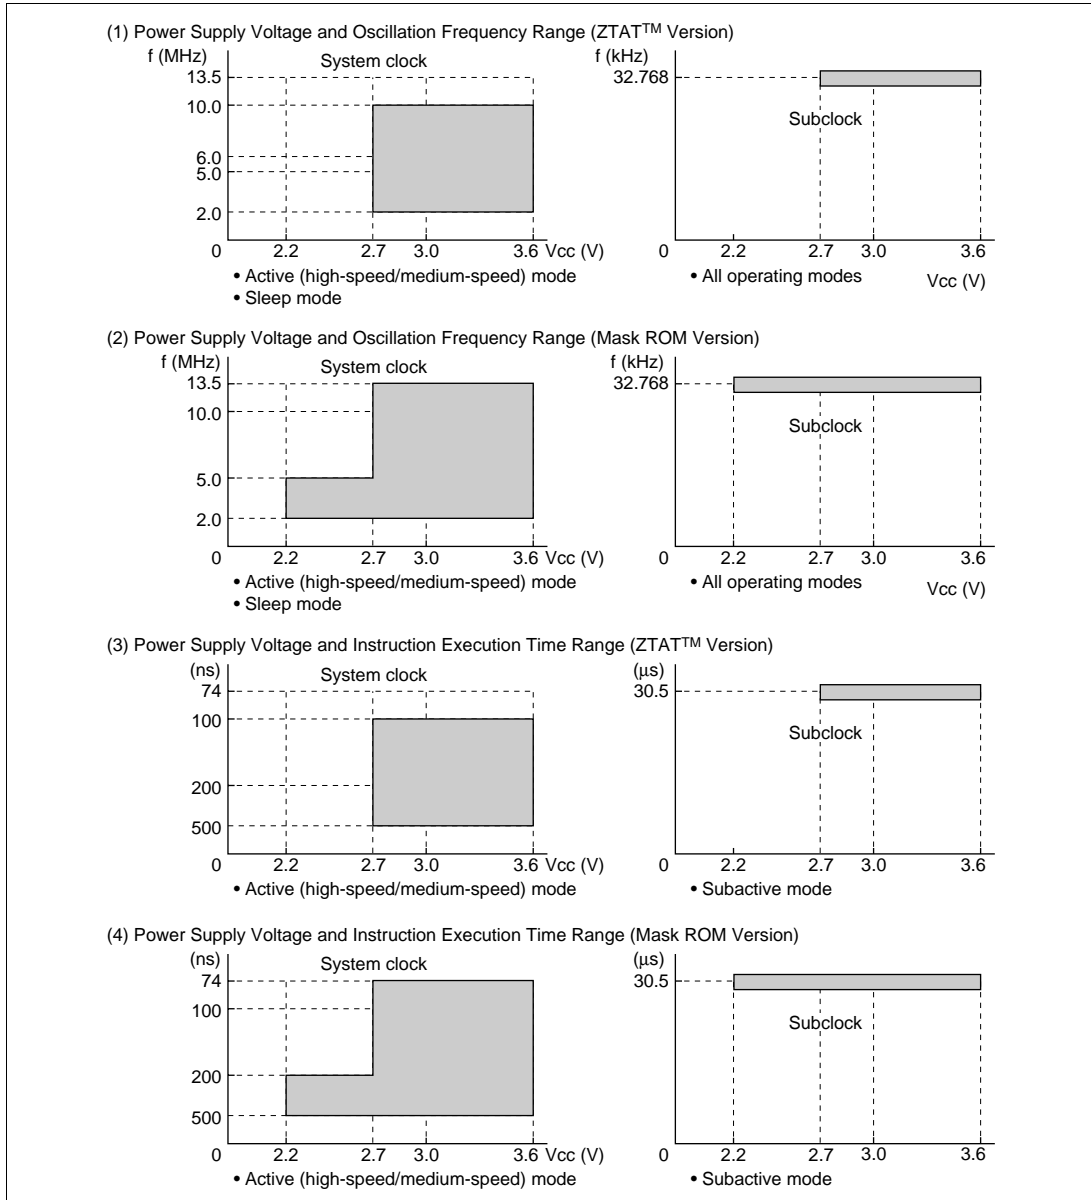 (1) Power Supply Voltage and Oscillation Frequency Range (ZTAT™ Version)
f (MHz)
System clock
13.5
10.0
6.0
5.0
2.0
0
2.2 2.7 3.0 3.6 Vcc (V)
• Active (high-speed/medium-speed) mode
• Sleep mode
f (kHz)
32.768
Subclock
0
2.2 2.7 3.0 3.6
• All operating modes
Vcc (V)
(2) Power Supply Voltage and Oscillation Frequency Range (Mask ROM Version)
f (MHz)
System clock
13.5
10.0
5.0
2.0
0
2.2 2.7 3.0 3.6 Vcc (V)
• Active (high-speed/medium-speed) mode
• Sleep mode
f (kHz)
32.768
Subclock
0
2.2 2.7 3.0 3.6
• All operating modes
Vcc (V)
(3) Power Supply Voltage and Instruction Execution Time Range (ZTAT™ Version)
(ns)
System clock
74
100
200
500
0
2.2 2.7 3.0 3.6 Vcc (V)
• Active (high-speed/medium-speed) mode
(µs)
30.5
Subclock
0
2.2 2.7 3.0 3.6
• Subactive mode
(4) Power Supply Voltage and Instruction Execution Time Range (Mask ROM Version)
(ns)
System clock
74
100
200
500
0
2.2 2.7 3.0 3.6 Vcc (V)
• Active (high-speed/medium-speed) mode
(µs)
30.5
Subclock
0
2.2 2.7 3.0 3.6
• Subactive mode